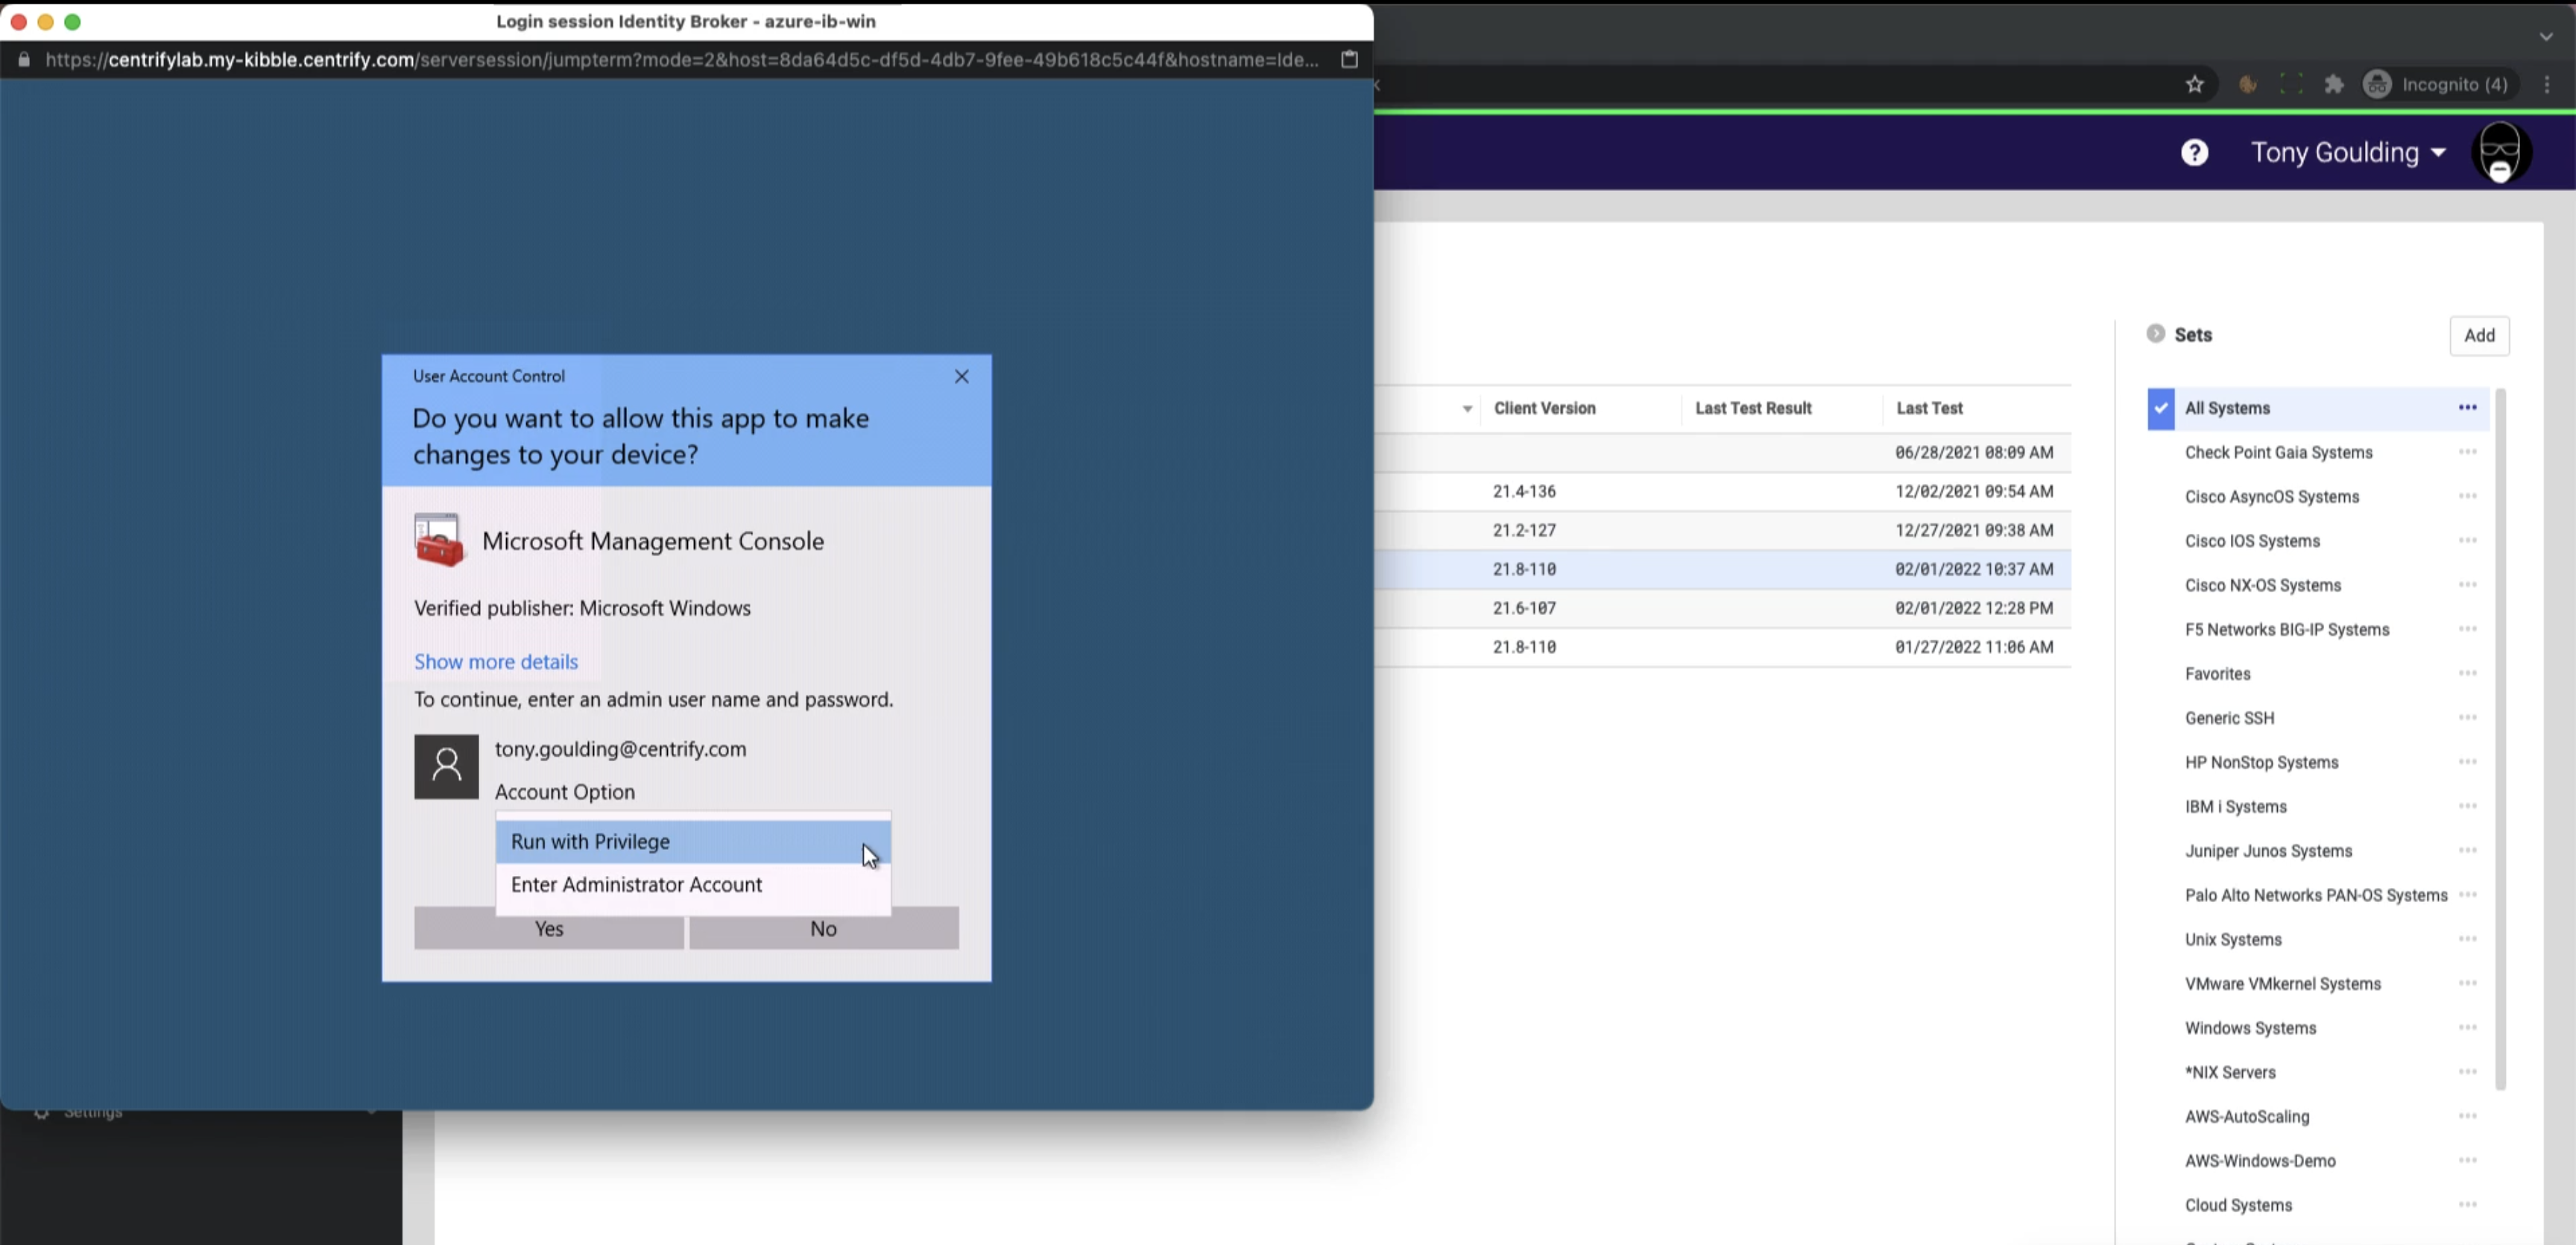 Login session Identity Broker - azure-ib-win
https://centrifylab.my-kibble.centrify.com/serversession/jumpterm?mode=2&host=8da64d5c-df5d-4db7-9fee-49b618c5c44f&hostname=Ide...
Incognito (4)
Tony Goulding
User Account Control
Do you want to allow this app to make
changes to your device?
Microsoft Management Console
Verified publisher: Microsoft Windows
Show more details
To continue, enter an admin user name and password.
tony.goulding@centrify.com
Account Option
Run with Privilege
Enter Administrator Account
Yes No
Settings
Client Version Last Test Result Last Test
06/28/2021 08:09 AM
21.4-136 12/02/2021 09:54 AM
21.2-127 12/27/2021 09:38 AM
21.8-110 02/01/2022 10:37 AM
21.6-107 02/01/2022 12:28 PM
21.8-110 01/27/2022 11:06 AM
Sets Add
All Systems
Check Point Gaia Systems
Cisco AsyncOS Systems
Cisco IOS Systems
Cisco NX-OS Systems
F5 Networks BIG-IP Systems
Favorites
Generic SSH
HP NonStop Systems
IBM i Systems
Juniper Junos Systems
Palo Alto Networks PAN-OS Systems
Unix Systems
VMware VMkernel Systems
Windows Systems
*NIX Servers
AWS-AutoScaling
AWS-Windows-Demo
Cloud Systems